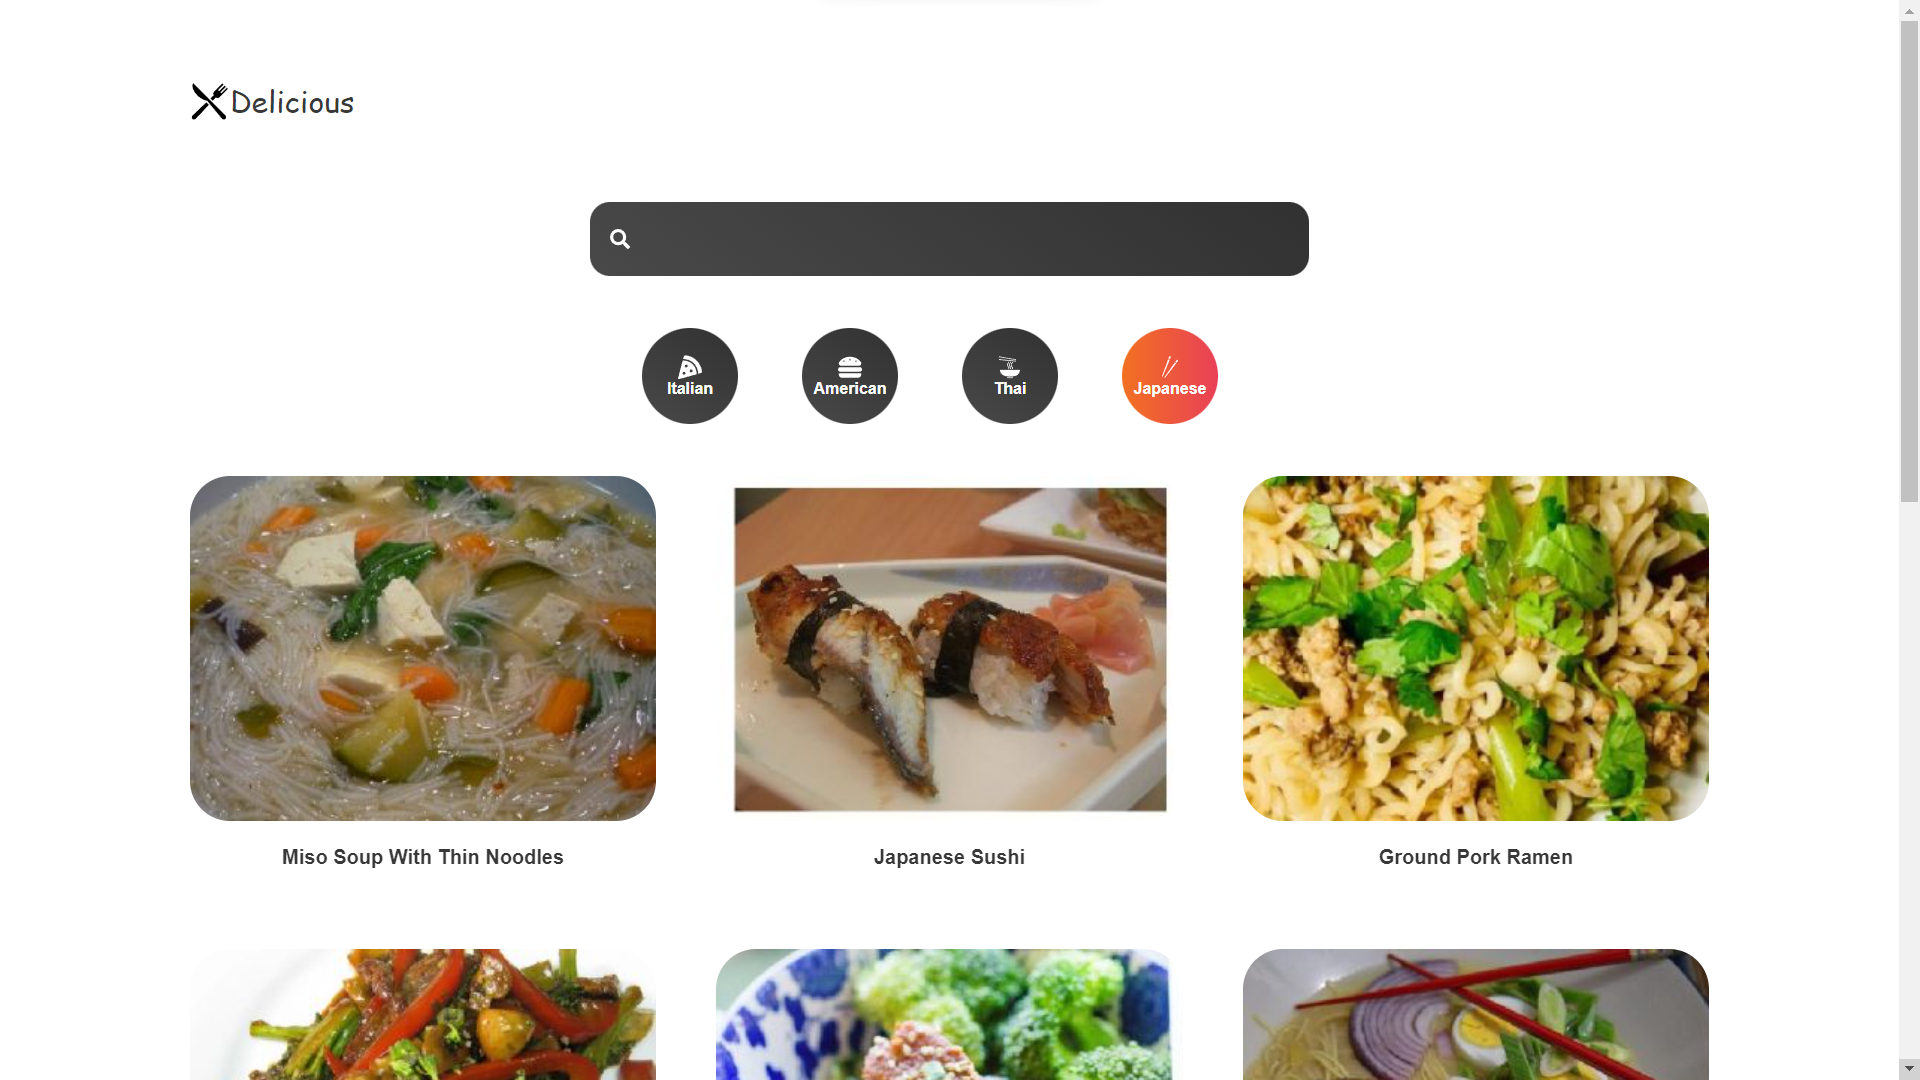 Delicious
Italian
American
Thai
Japanese
Miso Soup With Thin Noodles
Japanese Sushi
Ground Pork Ramen